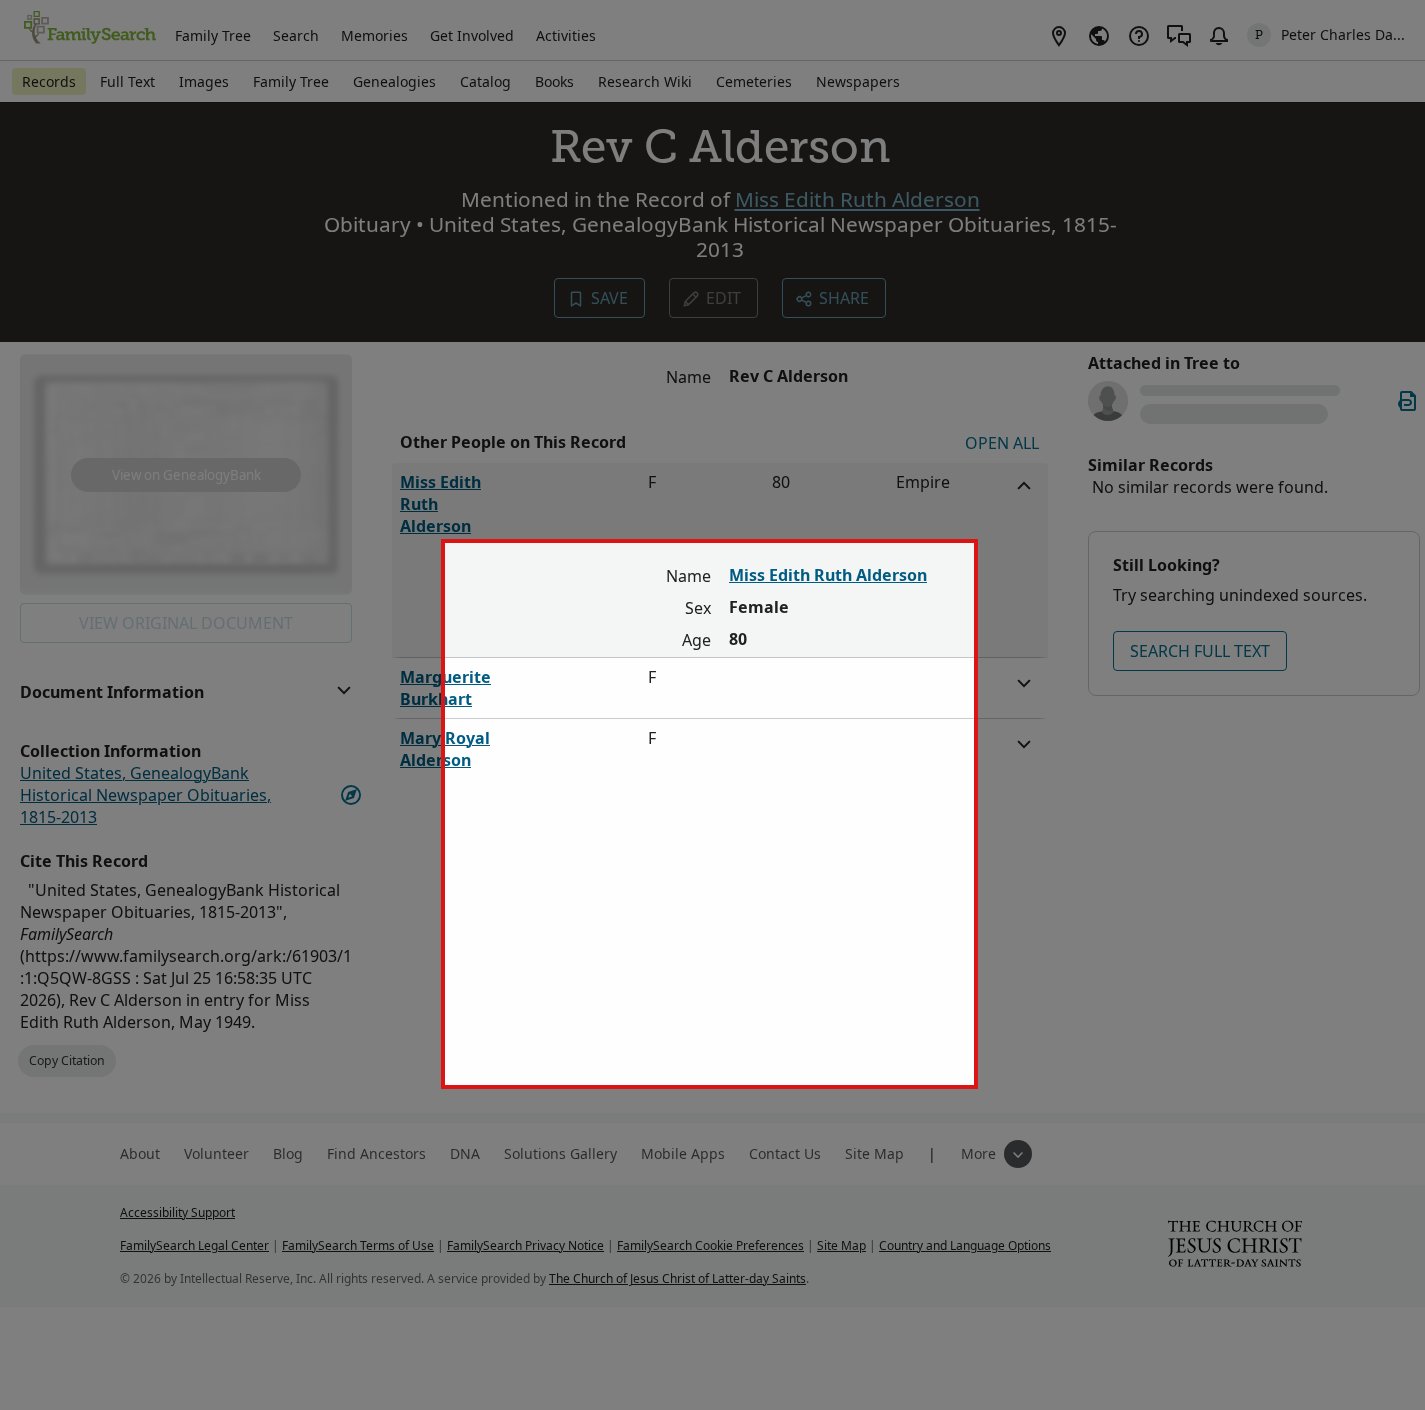 FamilySearch
Family Tree
Search
Memories
Get Involved
Activities
P
Peter Charles Da...
Records
Full Text
Images
Family Tree
Genealogies
Catalog
Books
Research Wiki
Cemeteries
Newspapers
Rev C Alderson
Mentioned in the Record of Miss Edith Ruth Alderson
Obituary • United States, GenealogyBank Historical Newspaper Obituaries, 1815-
2013
SAVE
EDIT
SHARE
View on GenealogyBank
VIEW ORIGINAL DOCUMENT
Document Information
Collection Information
United States, GenealogyBank
Historical Newspaper Obituaries,
1815-2013
Cite This Record
"United States, GenealogyBank Historical
Newspaper Obituaries, 1815-2013",
FamilySearch
(https://www.familysearch.org/ark:/61903/1
:1:Q5QW-8GSS : Sat Jul 25 16:58:35 UTC
2026), Rev C Alderson in entry for Miss
Edith Ruth Alderson, May 1949.
Copy Citation
Name Rev C Alderson
Other People on This Record
OPEN ALL
Miss Edith
Ruth
Alderson
F
80
Empire
Name Miss Edith Ruth Alderson
Sex Female
Age 80
Marguerite
Burkhart
F
Mary Royal
Alderson
F
Attached in Tree to
Similar Records
No similar records were found.
Still Looking?
Try searching unindexed sources.
SEARCH FULL TEXT
About
Volunteer
Blog
Find Ancestors
DNA
Solutions Gallery
Mobile Apps
Contact Us
Site Map
|
More
Accessibility Support
FamilySearch Legal Center | FamilySearch Terms of Use | FamilySearch Privacy Notice | FamilySearch Cookie Preferences | Site Map | Country and Language Options
© 2026 by Intellectual Reserve, Inc. All rights reserved. A service provided by The Church of Jesus Christ of Latter-day Saints.
THE CHURCH OF
JESUS CHRIST
OF LATTER-DAY SAINTS